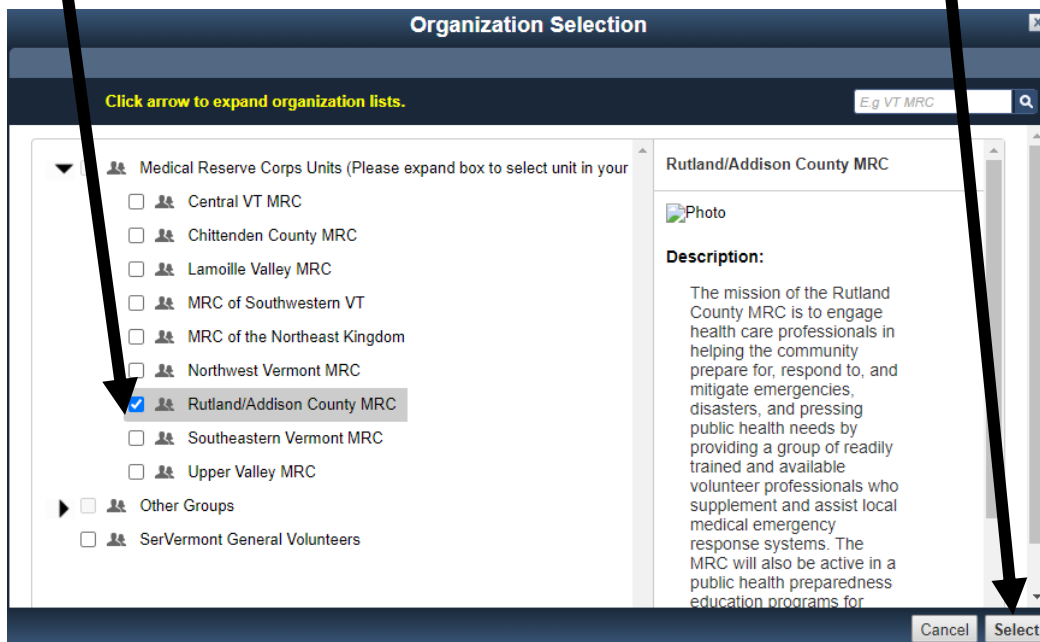 Organization Selection
Click arrow to expand organization lists.
E.g VT MRC
Medical Reserve Corps Units (Please expand box to select unit in your
Central VT MRC
Chittenden County MRC
Lamoille Valley MRC
MRC of Southwestern VT
MRC of the Northeast Kingdom
Northwest Vermont MRC
Rutland/Addison County MRC
Southeastern Vermont MRC
Upper Valley MRC
Other Groups
SerVermont General Volunteers
Rutland/Addison County MRC
Photo
Description:
The mission of the Rutland
County MRC is to engage
health care professionals in
helping the community
prepare for, respond to, and
mitigate emergencies,
disasters, and pressing
public health needs by
providing a group of readily
trained and available
volunteer professionals who
supplement and assist local
medical emergency
response systems. The
MRC will also be active in a
public health preparedness
education programs for
Cancel
Select